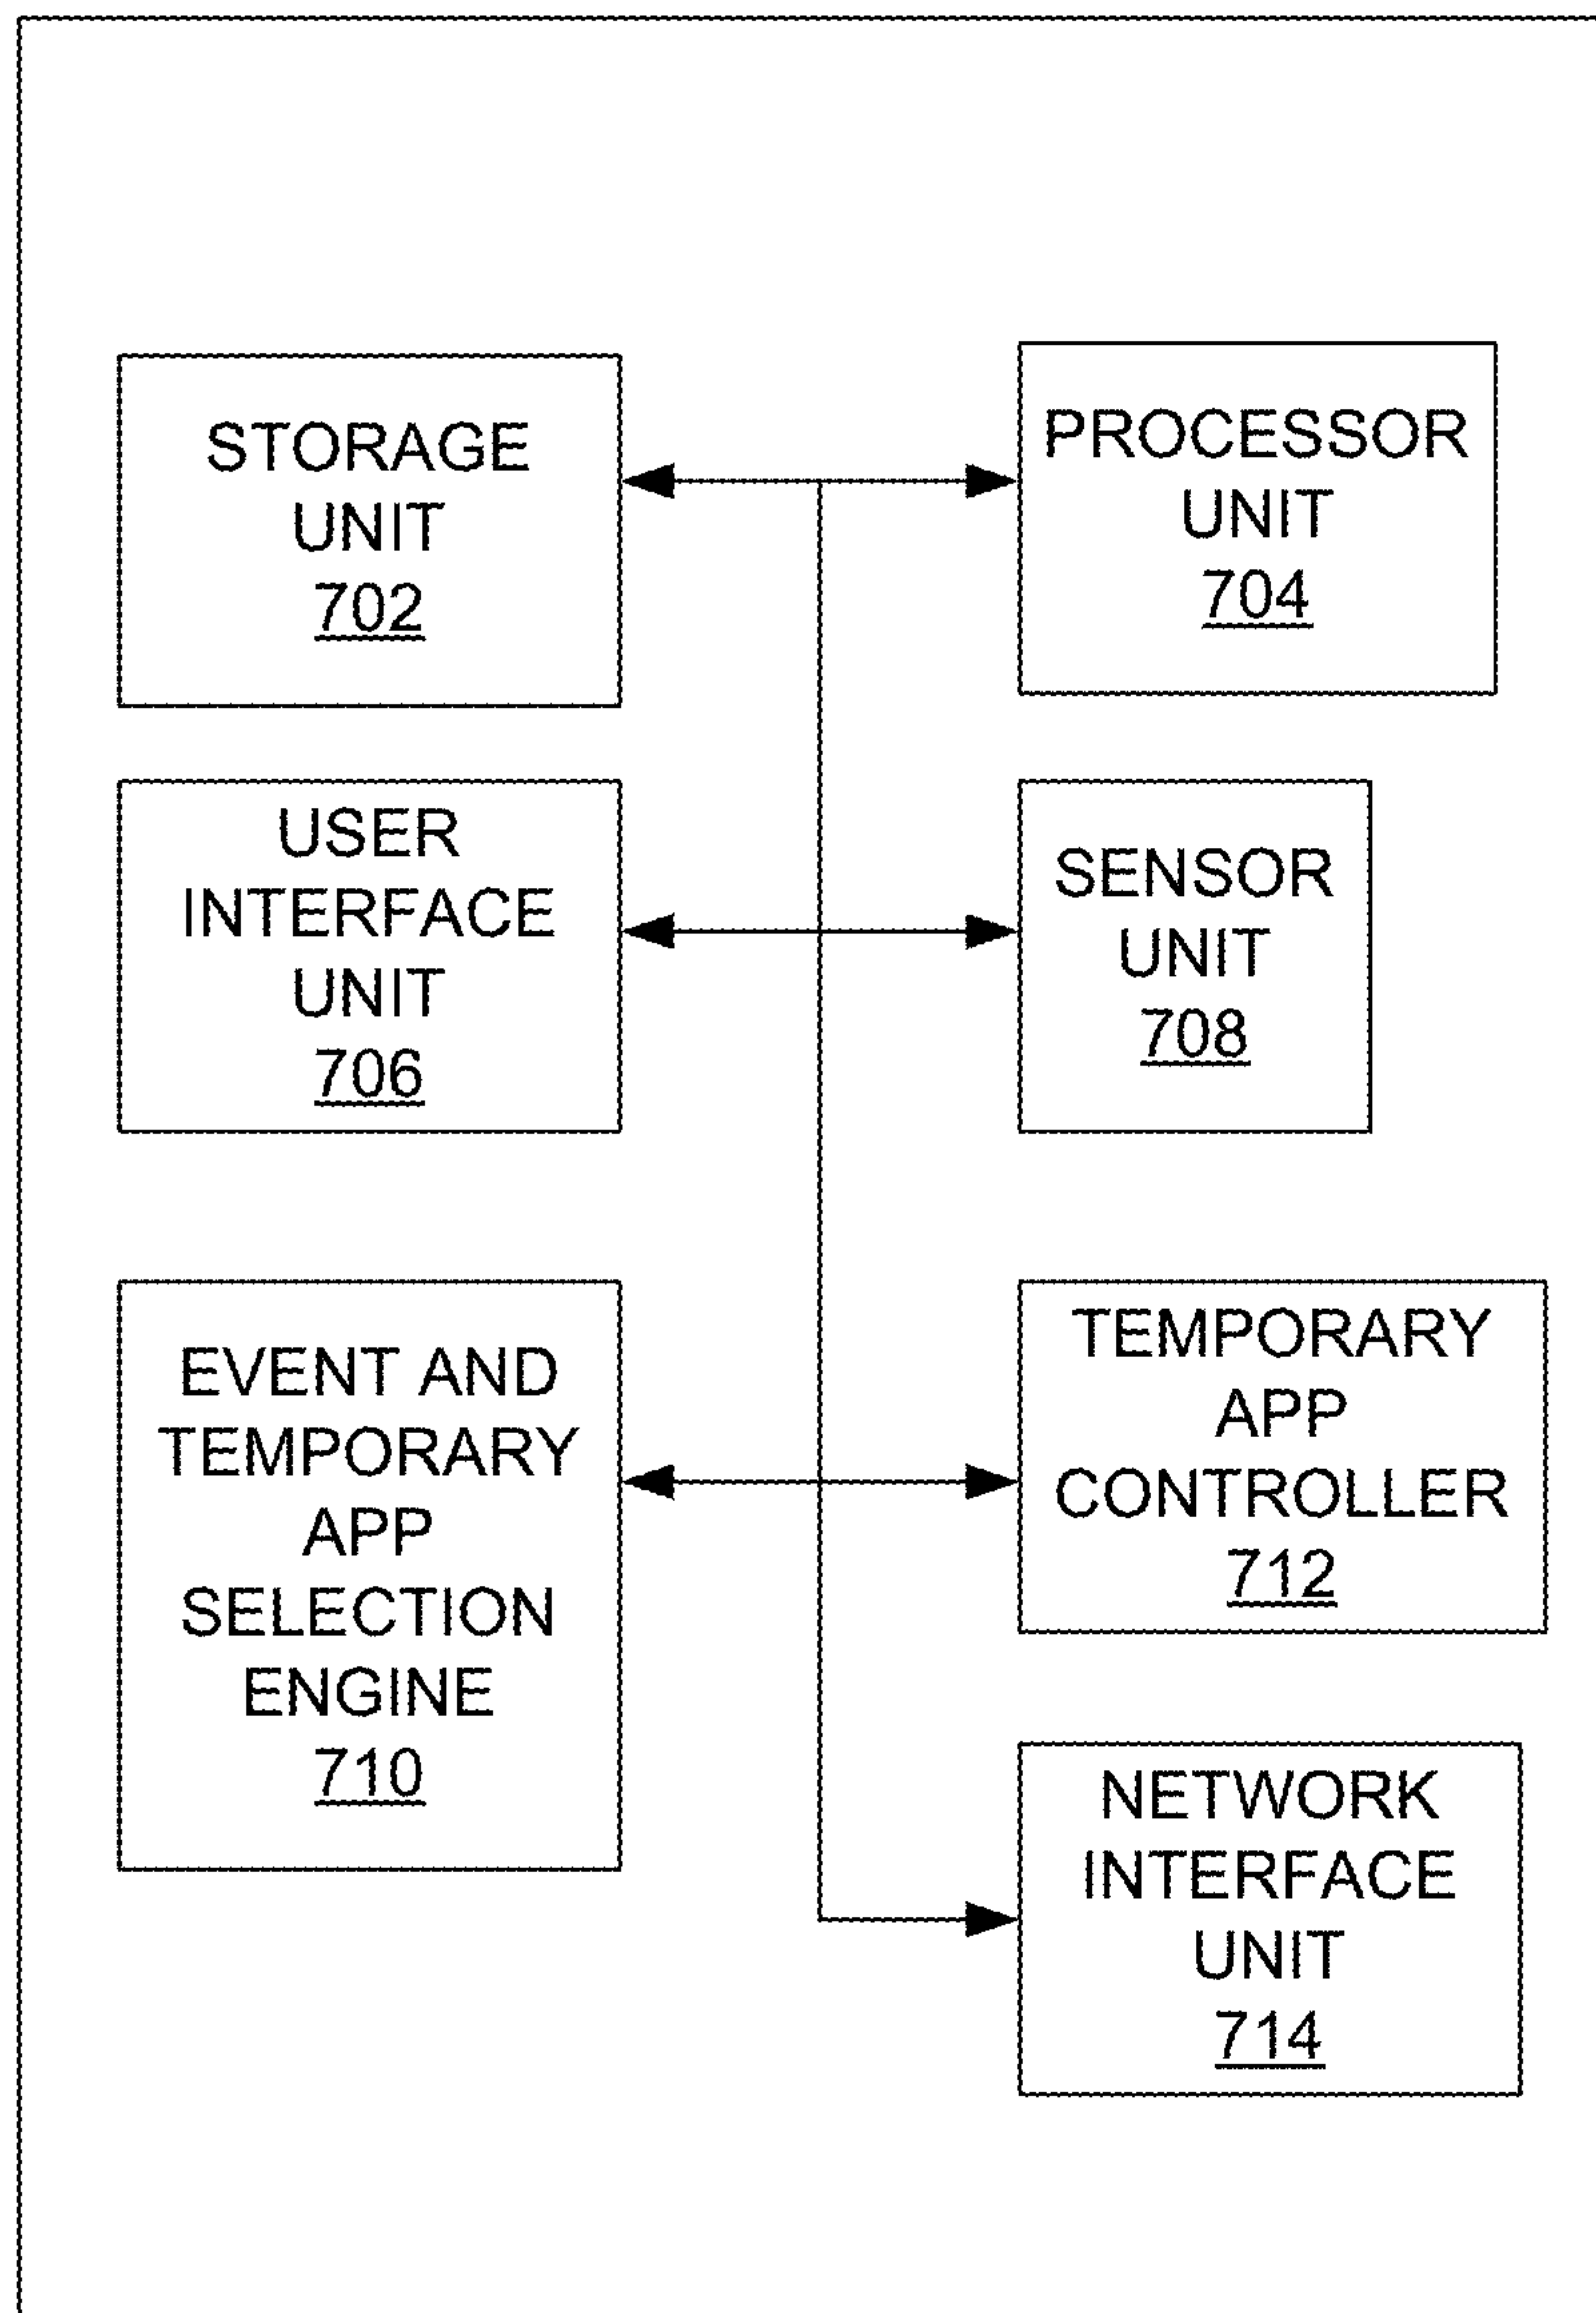 STORAGE
UNIT
702
PROCESSOR
UNIT
704
USER
INTERFACE
UNIT
706
SENSOR
UNIT
708
EVENT AND
TEMPORARY
APP
SELECTION
ENGINE
710
TEMPORARY
APP
CONTROLLER
712
NETWORK
INTERFACE
UNIT
714